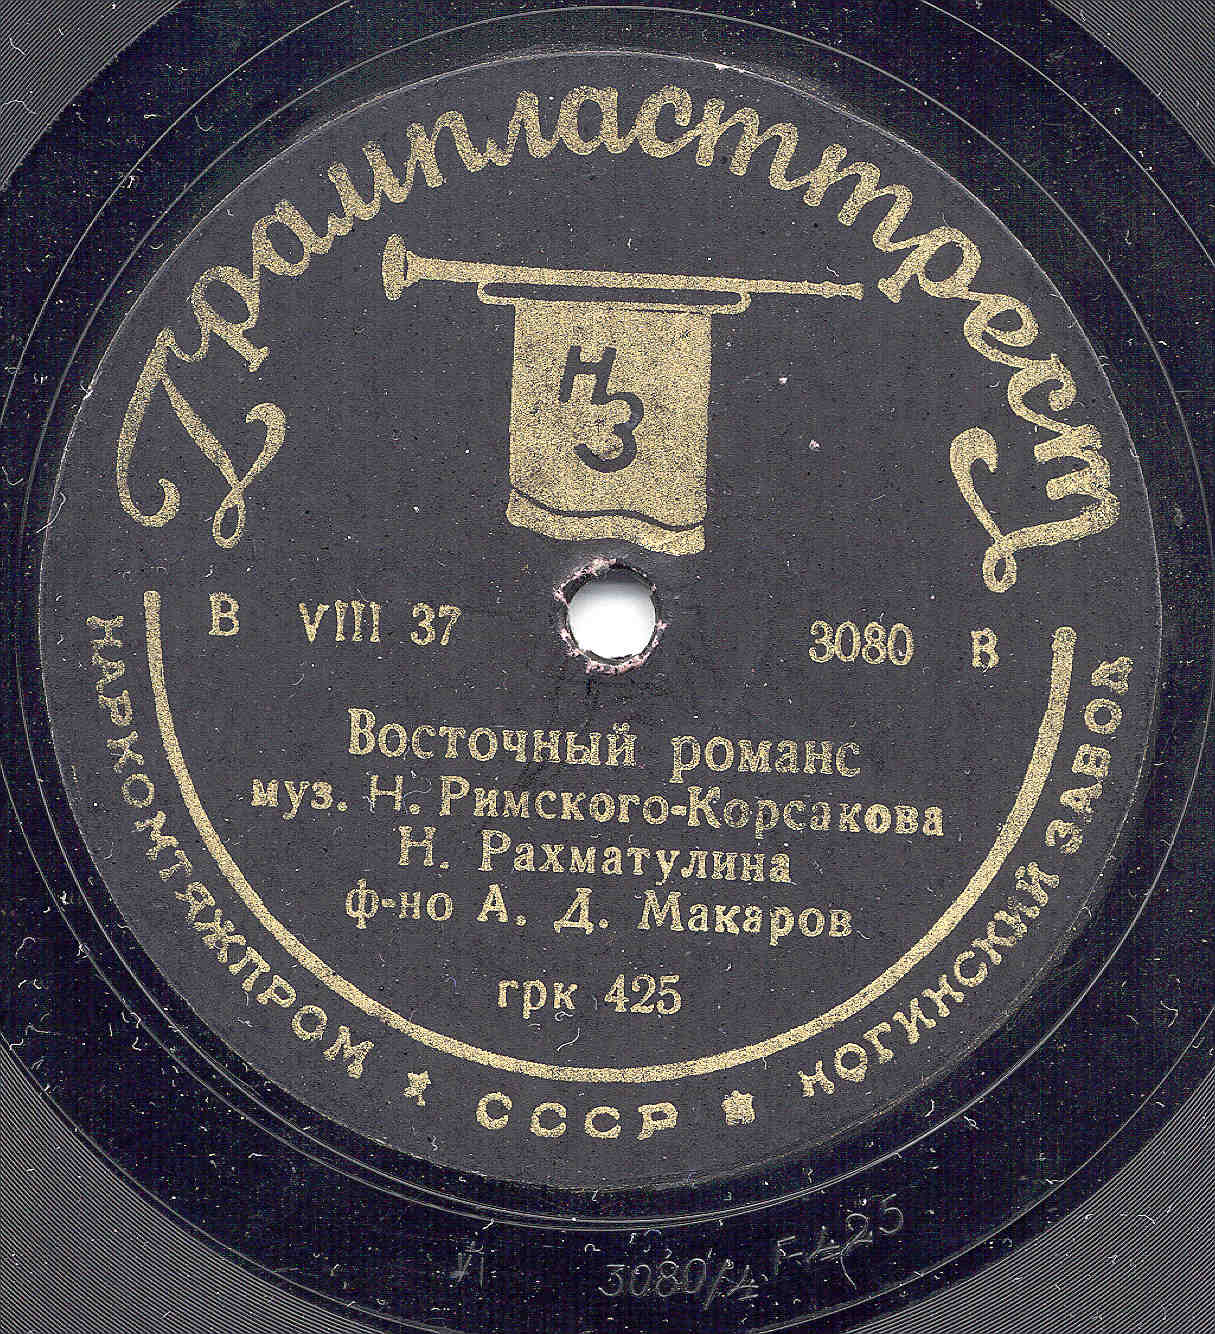 Грампласттрест
НЗ
В VIII 37 3080 В
Восточный романс
муз. Н. Римского-Корсакова
Н. Рахматулина
ф-но А. Д. Макаров
грк 425
НАРКОМТЯЖПРОМ ★ СССР ★ НОГИНСКИЙ ЗАВОД
3080/4